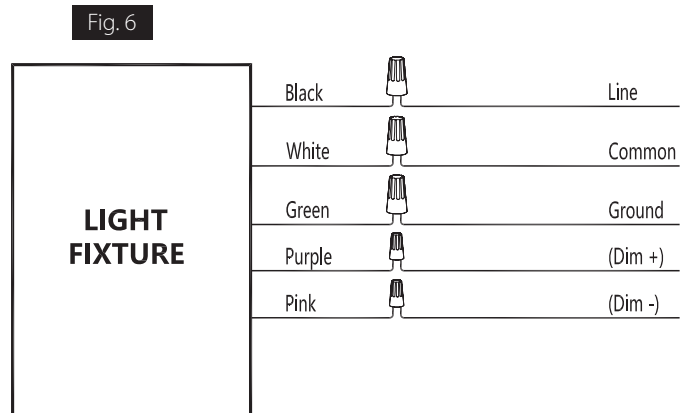 Fig. 6
Black Line
White Common
LIGHT
FIXTURE
Green Ground
Purple (Dim +)
Pink (Dim -)